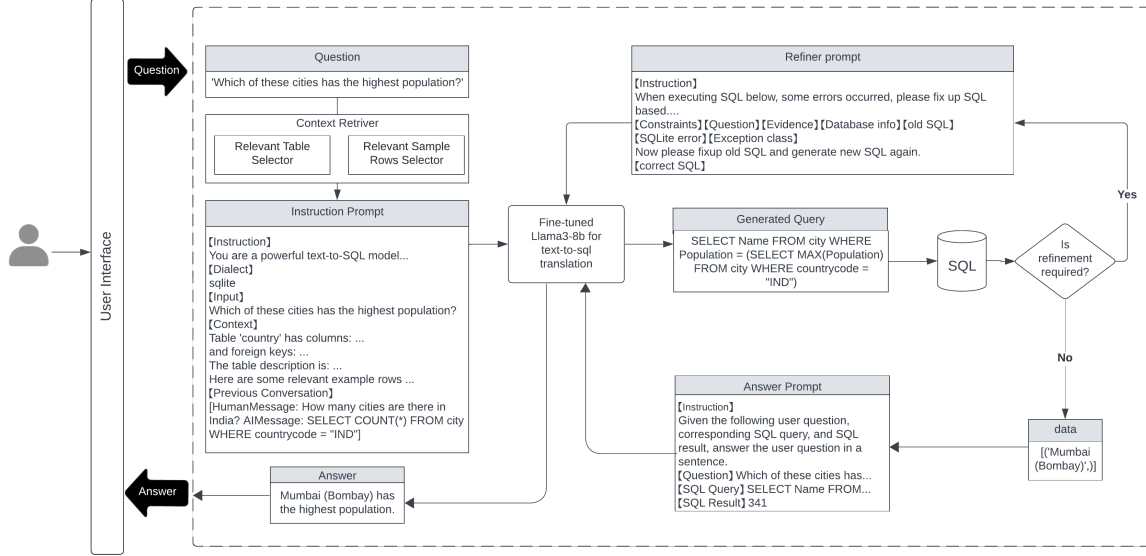 User Interface
Question
Question
'Which of these cities has the highest population?'
Context Retriver
Relevant Table
Selector
Relevant Sample
Rows Selector
Instruction Prompt
【Instruction】
You are a powerful text-to-SQL model...
【Dialect】
sqlite
【Input】
Which of these cities has the highest population?
【Context】
Table 'country' has columns: ...
and foreign keys: ...
The table description is: ...
Here are some relevant example rows ...
【Previous Conversation】
[HumanMessage: How many cities are there in
India? AIMessage: SELECT COUNT(*) FROM city
WHERE countrycode = "IND"]
Refiner prompt
【Instruction】
When executing SQL below, some errors occurred, please fix up SQL
based....
【Constraints】【Question】【Evidence】【Database info】【old SQL】
【SQLite error】【Exception class】
Now please fixup old SQL and generate new SQL again.
【correct SQL】
Fine-tuned
Llama3-8b for
text-to-sql
translation
Generated Query
SELECT Name FROM city WHERE
Population = (SELECT MAX(Population)
FROM city WHERE countrycode =
"IND")
SQL
Is
refinement
required?
Yes
No
data
[('Mumbai
(Bombay)',)]
Answer Prompt
【Instruction】
Given the following user question,
corresponding SQL query, and SQL
result, answer the user question in a
sentence.
【Question】Which of these cities has...
【SQL Query】SELECT Name FROM...
【SQL Result】341
Answer
Mumbai (Bombay) has
the highest population.
Answer